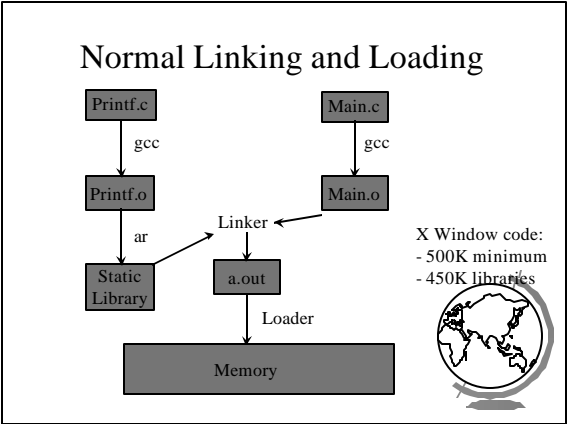 Normal Linking and Loading
Printf.c
Main.c
gcc
gcc
Printf.o
Main.o
Linker
ar
X Window code:
- 500K minimum
- 450K libraries
Static
Library
a.out
Loader
Memory